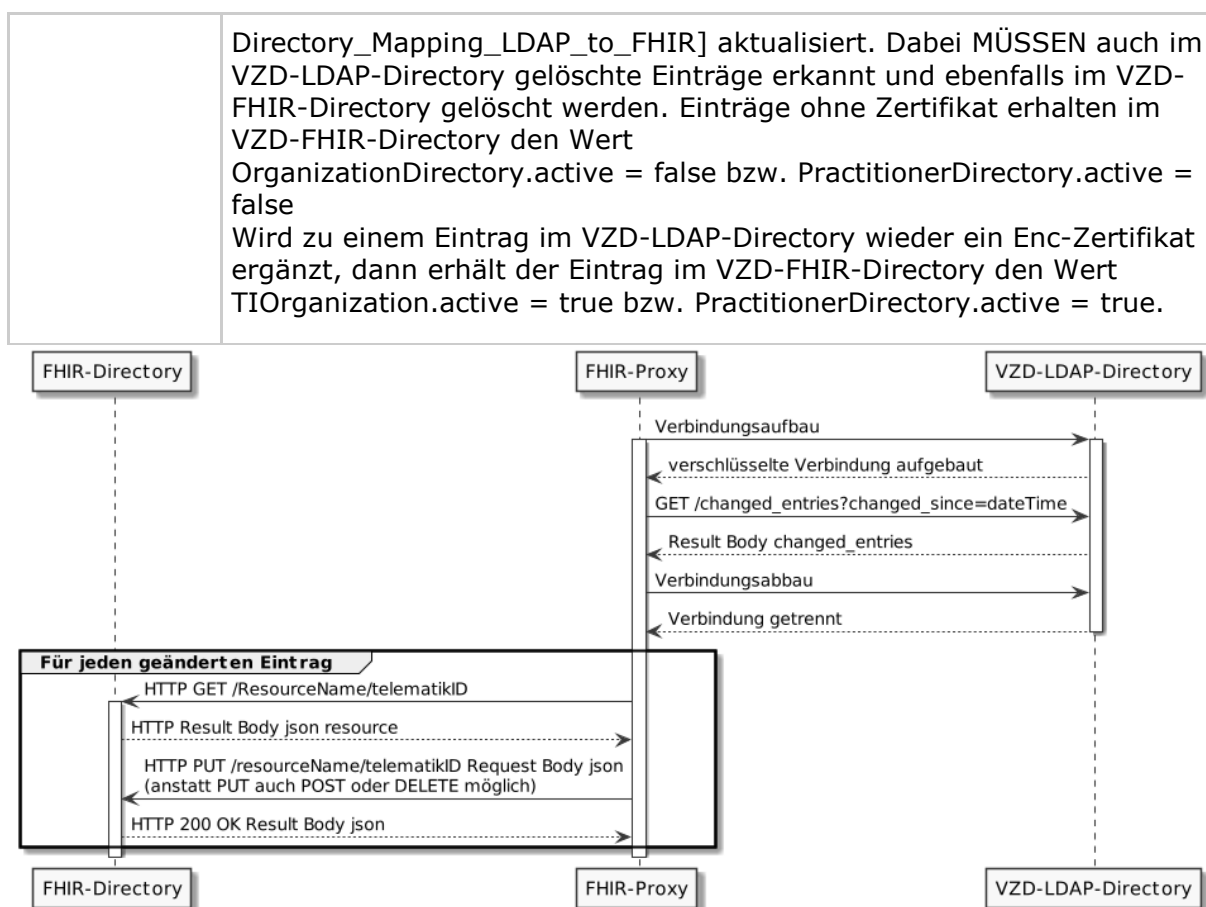 Directory_Mapping_LDAP_to_FHIR] aktualisiert. Dabei MÜSSEN auch im
VZD-LDAP-Directory gelöschte Einträge erkannt und ebenfalls im VZD-
FHIR-Directory gelöscht werden. Einträge ohne Zertifikat erhalten im
VZD-FHIR-Directory den Wert
OrganizationDirectory.active = false bzw. PractitionerDirectory.active =
false
Wird zu einem Eintrag im VZD-LDAP-Directory wieder ein Enc-Zertifikat
ergänzt, dann erhält der Eintrag im VZD-FHIR-Directory den Wert
TIOrganization.active = true bzw. PractitionerDirectory.active = true.
FHIR-Directory
FHIR-Proxy
VZD-LDAP-Directory
Verbindungsaufbau
verschlüsselte Verbindung aufgebaut
GET /changed_entries?changed_since=dateTime
Result Body changed_entries
Verbindungsabbau
Verbindung getrennt
Für jeden geänderten Eintrag
HTTP GET /ResourceName/telematikID
HTTP Result Body json resource
HTTP PUT /resourceName/telematikID Request Body json
(anstatt PUT auch POST oder DELETE möglich)
HTTP 200 OK Result Body json
FHIR-Directory
FHIR-Proxy
VZD-LDAP-Directory